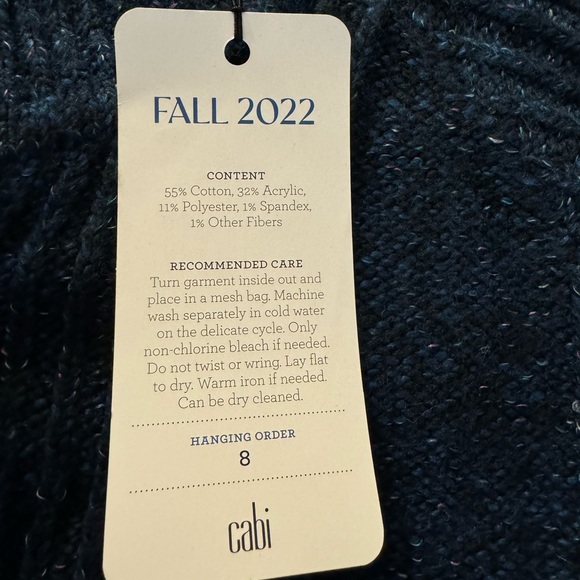 FALL 2022
CONTENT
55% Cotton, 32% Acrylic,
11% Polyester, 1% Spandex,
1% Other Fibers
RECOMMENDED CARE
Turn garment inside out and
place in a mesh bag. Machine
wash separately in cold water
on the delicate cycle. Only
non-chlorine bleach if needed.
Do not twist or wring. Lay flat
to dry. Warm iron if needed.
Can be dry cleaned.
HANGING ORDER
8
cabi